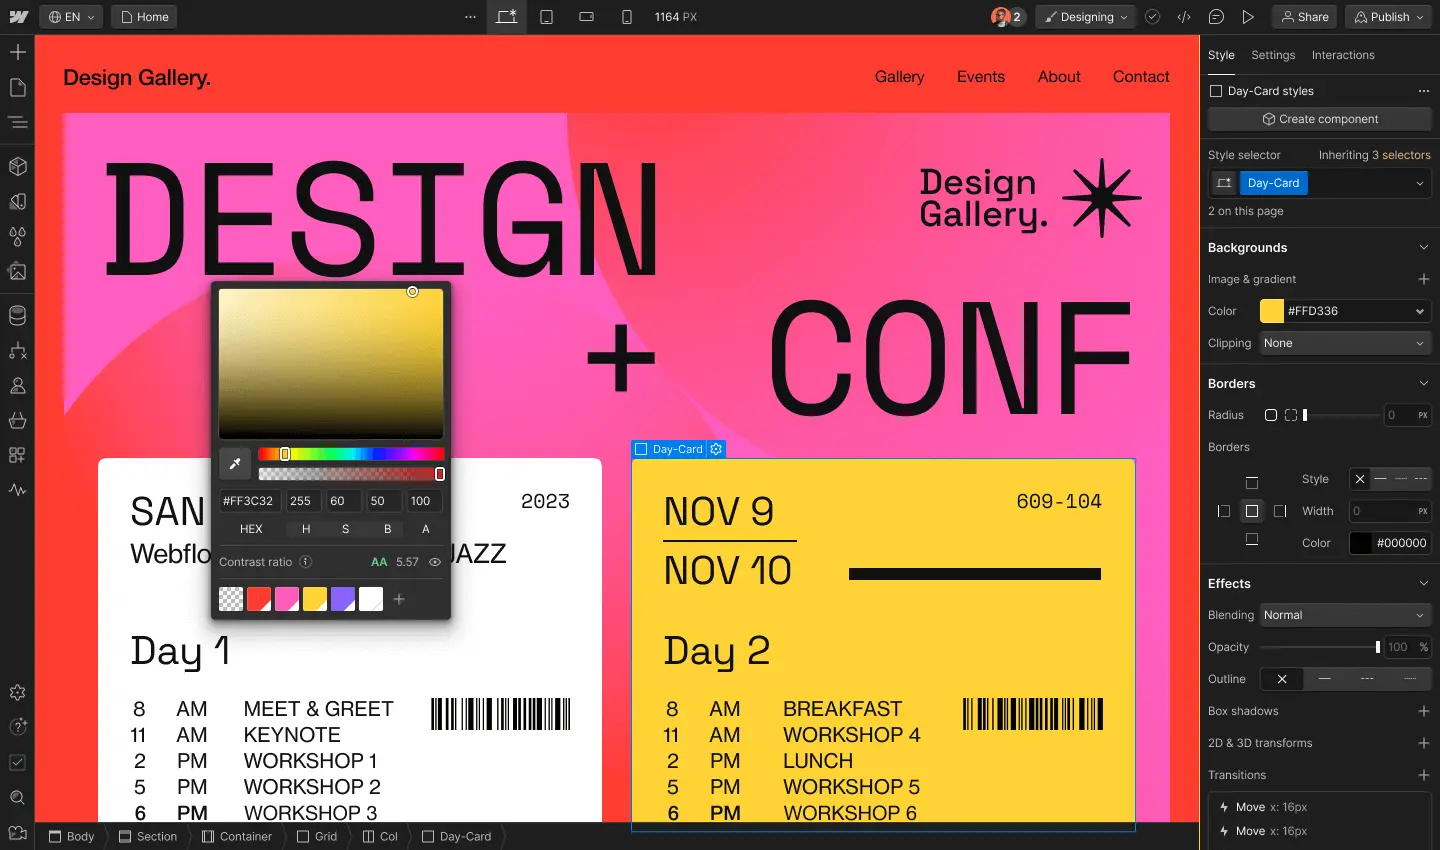 EN
Home
1164 PX
2
Designing
Share
Publish
Design Gallery.
Gallery Events About Contact
DESIGN
Design
Gallery.
+ CONF
#FF3C32 255 60 50 100
HEX H S B A
Contrast ratio AA 5.57
SAN
2023
Webflo
JAZZ
Day 1
8 AM MEET & GREET
11 AM KEYNOTE
2 PM WORKSHOP 1
5 PM WORKSHOP 2
6 PM WORKSHOP 3
Day-Card
NOV 9
609-104
NOV 10
Day 2
8 AM BREAKFAST
11 AM WORKSHOP 4
2 PM LUNCH
5 PM WORKSHOP 5
6 PM WORKSHOP 6
Body Section Container Grid Col Day-Card
Style Settings Interactions
Day-Card styles
Create component
Style selector Inheriting 3 selectors
Day-Card
2 on this page
Backgrounds
Image & gradient
Color #FFD336
Clipping None
Borders
Radius 0 PX
Borders
Style
Width 0 PX
Color #000000
Effects
Blending Normal
Opacity 100 %
Outline
Box shadows
2D & 3D transforms
Transitions
Move x: 16px
Move x: 16px